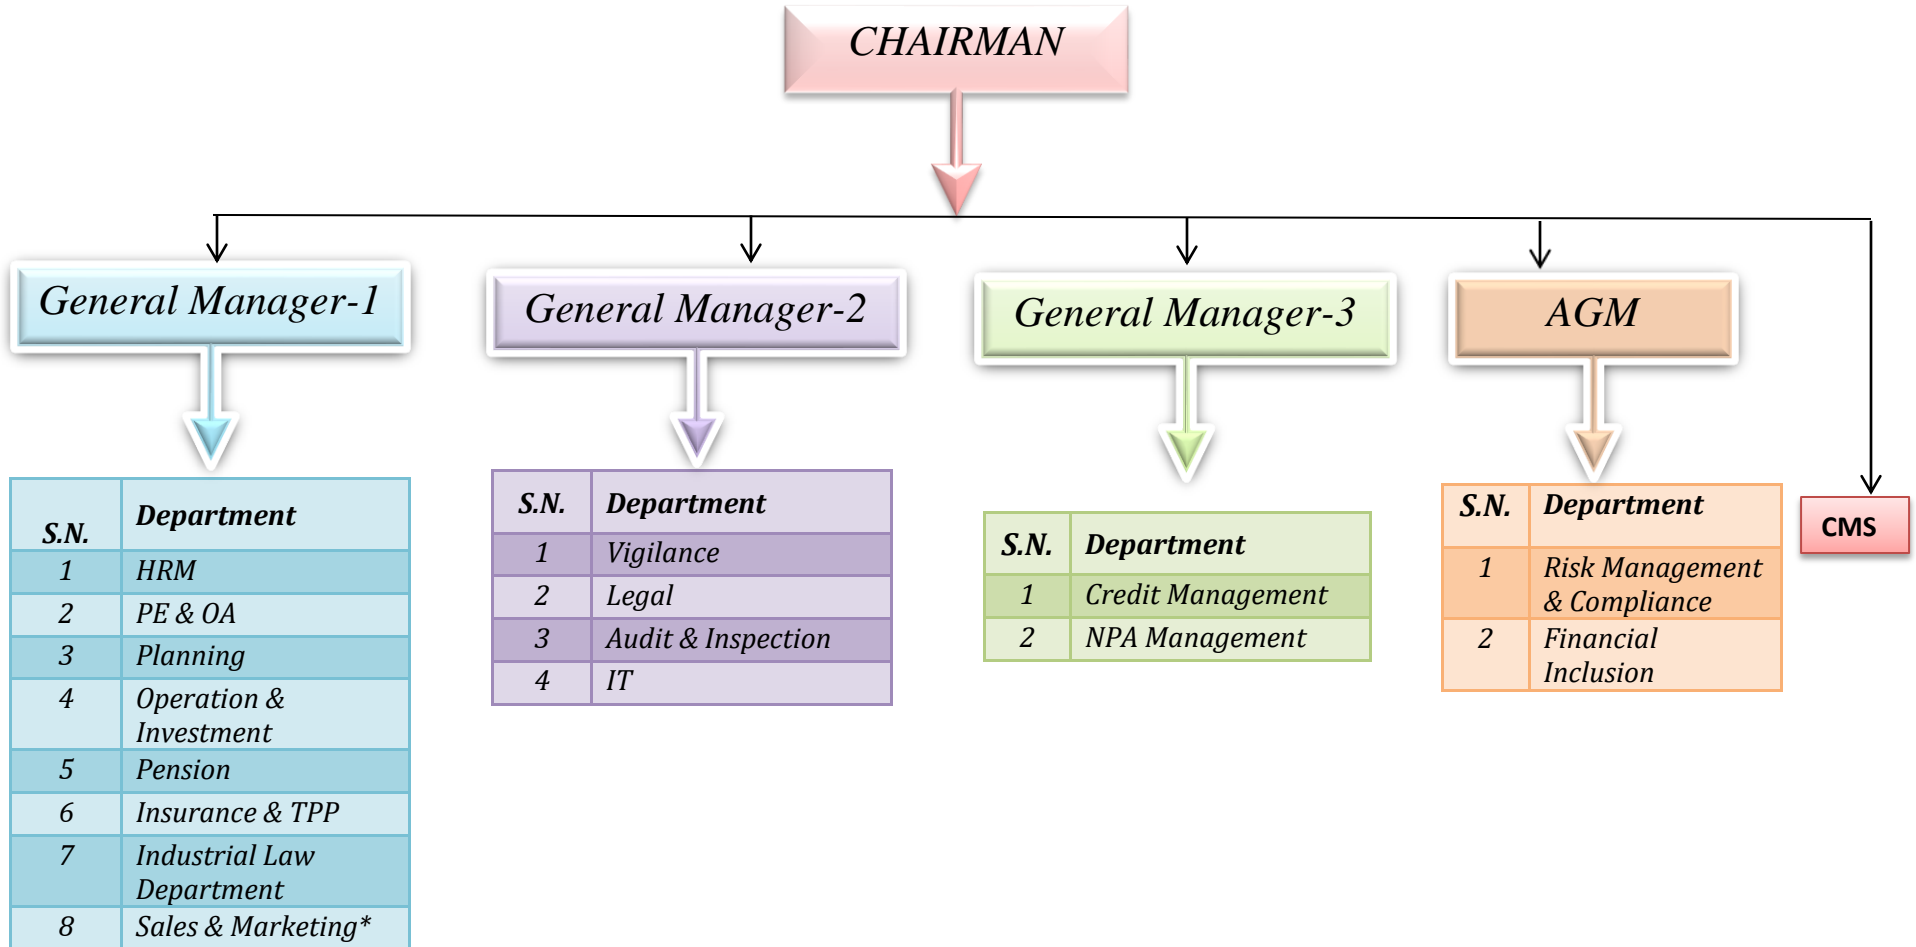 CHAIRMAN
General Manager-1
General Manager-2
General Manager-3
AGM
S.N. Department
1 HRM
2 PE & OA
3 Planning
4 Operation &
Investment
5 Pension
6 Insurance & TPP
7 Industrial Law
Department
8 Sales & Marketing*
S.N. Department
1 Vigilance
2 Legal
3 Audit & Inspection
4 IT
S.N. Department
1 Credit Management
2 NPA Management
S.N. Department
1 Risk Management
& Compliance
2 Financial
Inclusion
CMS